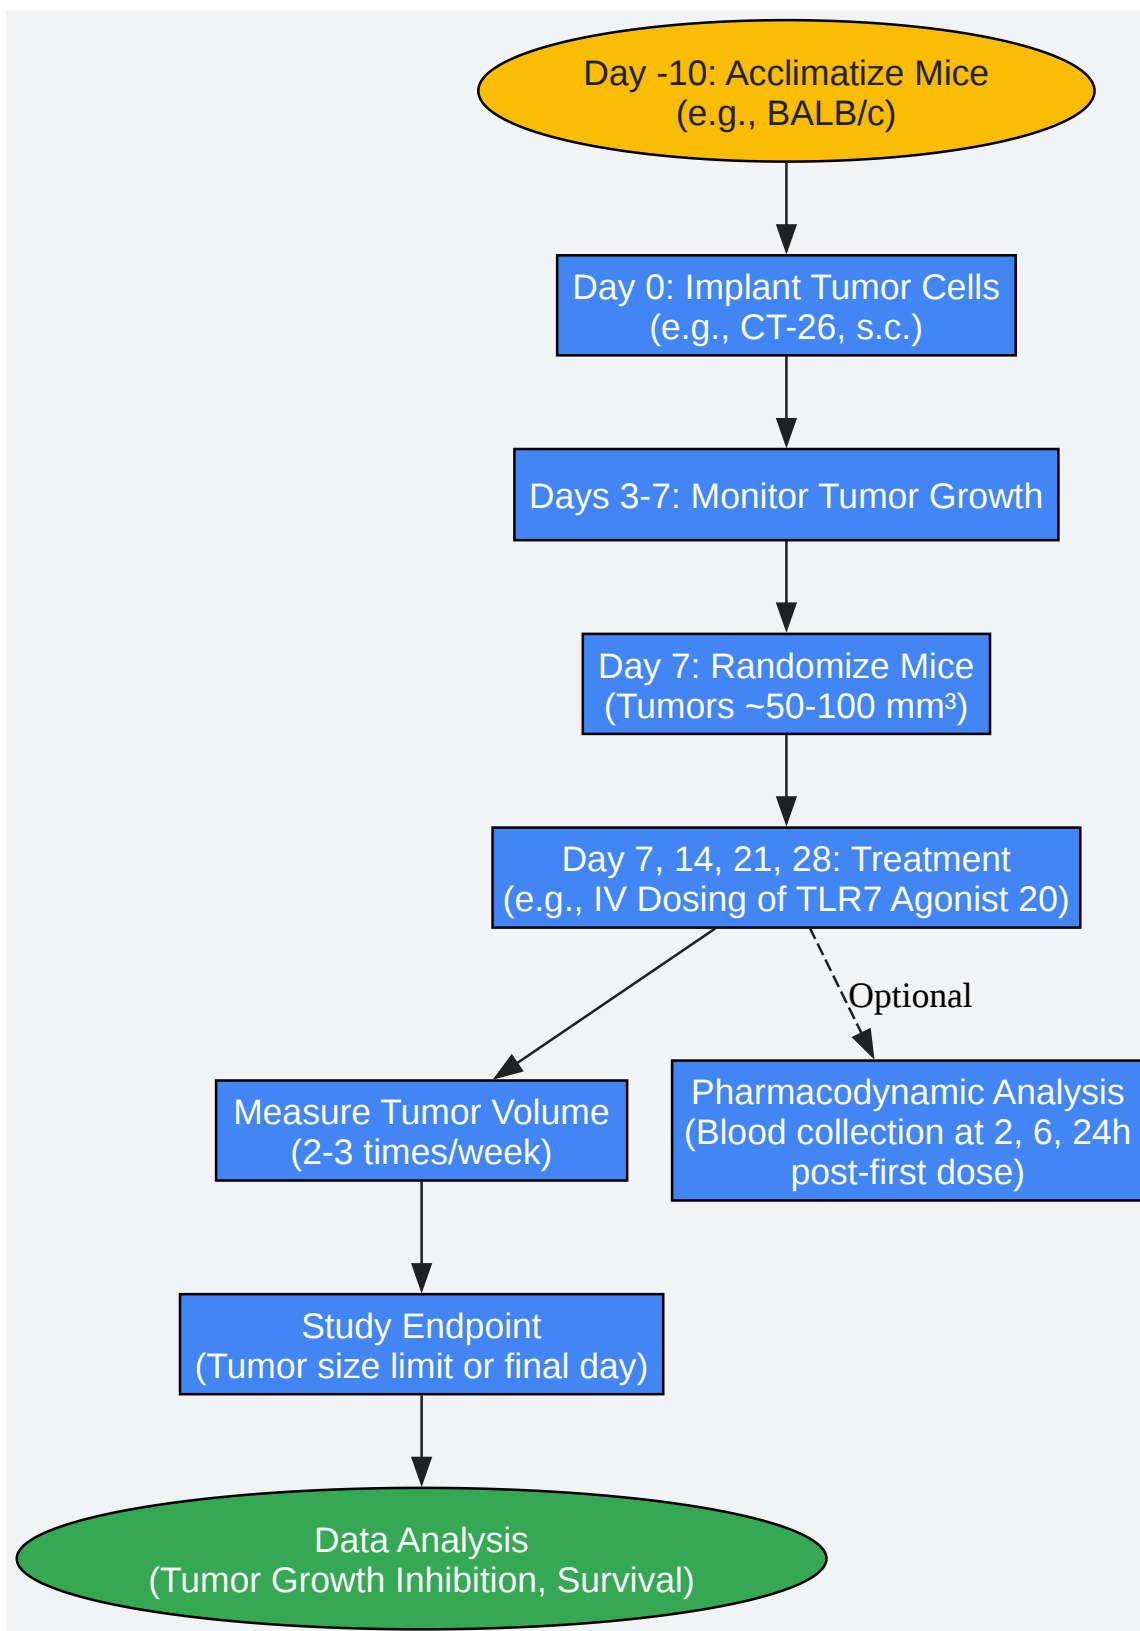 Day -10: Acclimatize Mice
(e.g., BALB/c)
Day 0: Implant Tumor Cells
(e.g., CT-26, s.c.)
Days 3-7: Monitor Tumor Growth
Day 7: Randomize Mice
(Tumors ~50-100 mm³)
Day 7, 14, 21, 28: Treatment
(e.g., IV Dosing of TLR7 Agonist 20)
Optional
Measure Tumor Volume
(2-3 times/week)
Pharmacodynamic Analysis
(Blood collection at 2, 6, 24h
post-first dose)
Study Endpoint
(Tumor size limit or final day)
Data Analysis
(Tumor Growth Inhibition, Survival)